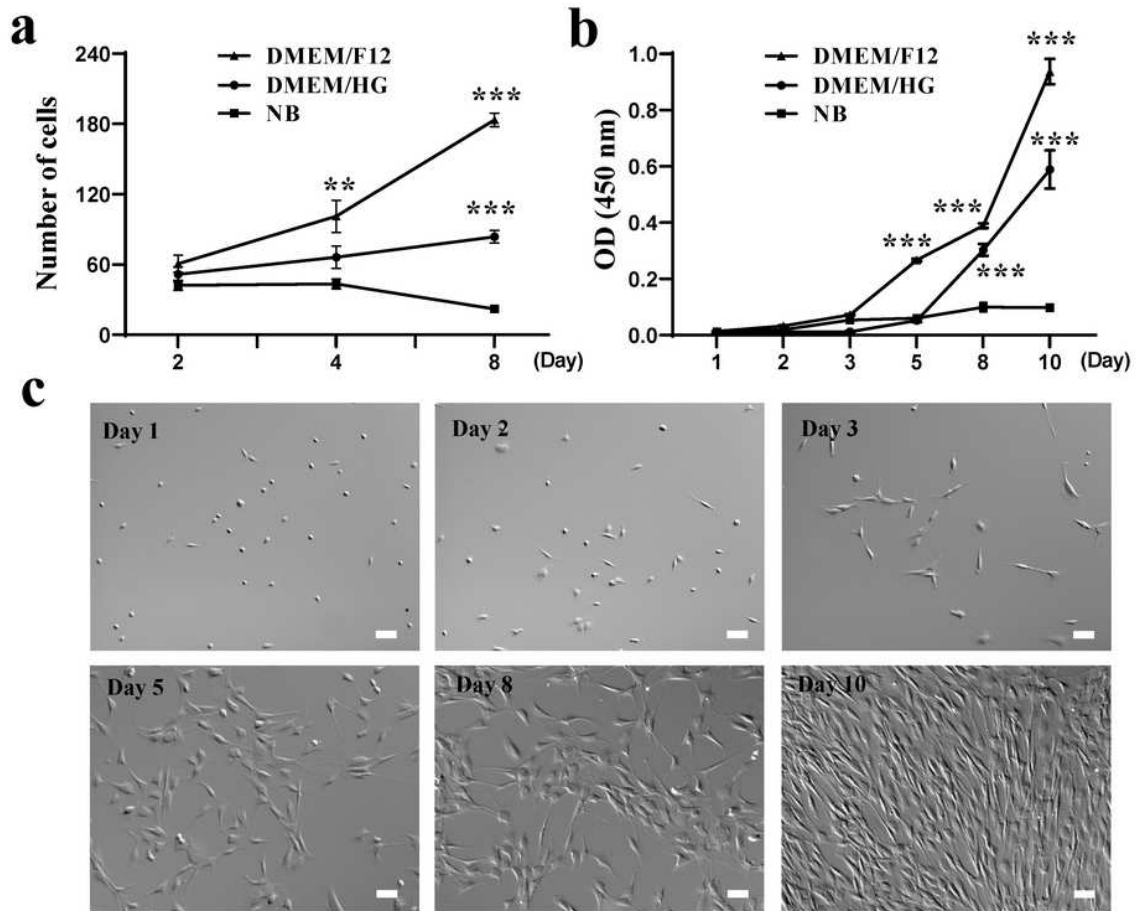 a
240
180
120
60
0
Number of cells
DMEM/F12
DMEM/HG
NB
**
***
***
2 4 8 (Day)
b
1.0
0.8
0.6
0.4
0.2
0.0
OD (450 nm)
DMEM/F12
DMEM/HG
NB
***
***
***
***
***
1 2 3 5 8 10 (Day)
c
Day 1
Day 2
Day 3
Day 5
Day 8
Day 10